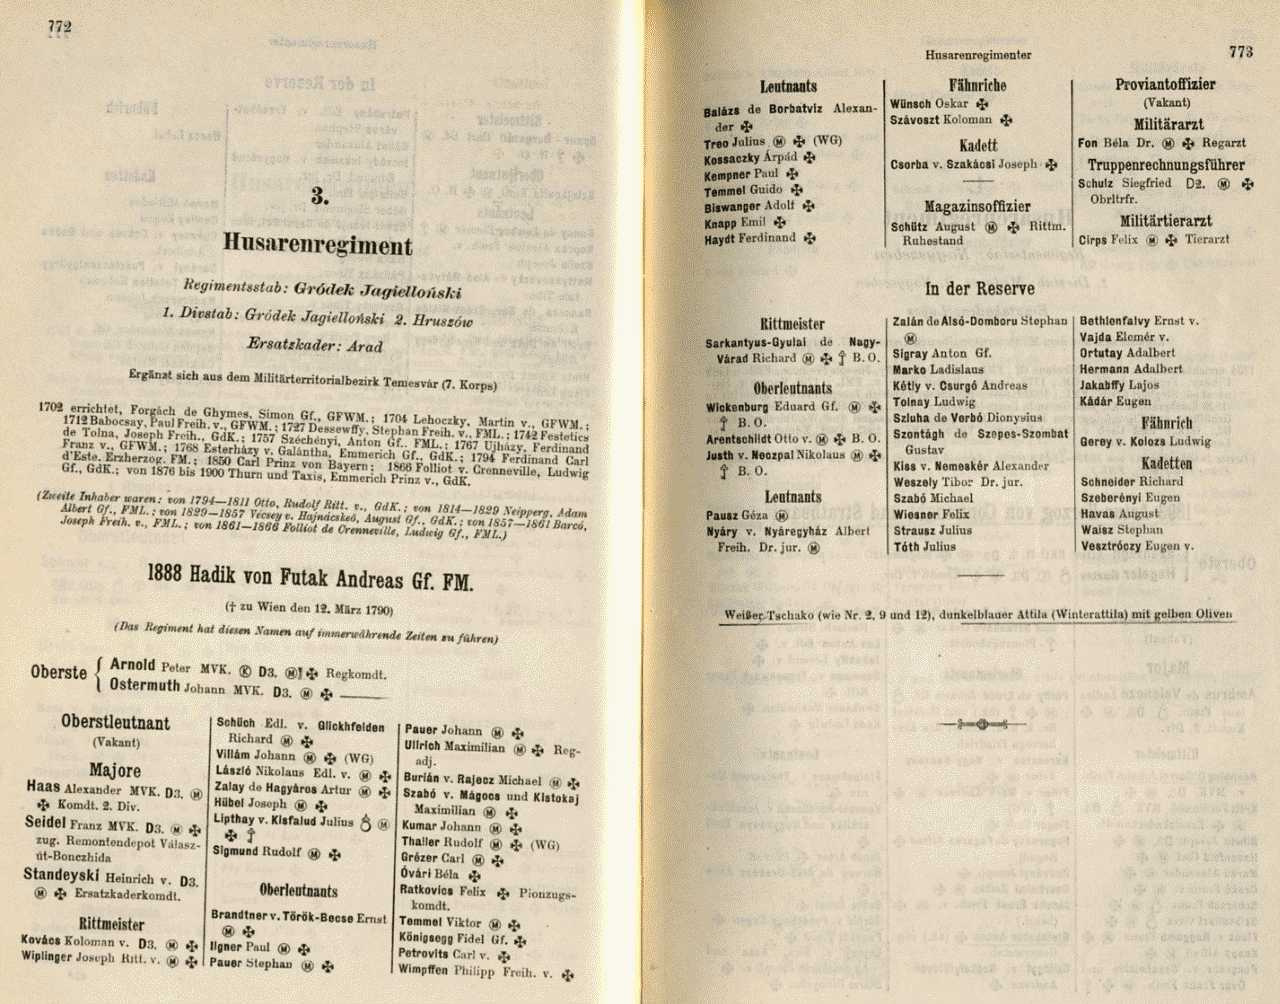 772
3.
Husarenregiment
Regimentsstab: Gródek Jagielloński
1. Divstab: Gródek Jagielloński 2. Hruszów
Ersatzkader: Arad
Ergänzt sich aus dem Militärterritorialbezirk Temesvár (7. Korps)
1702 errichtet, Forgách de Ghymes, Simon Gf., GFWM.; 1704 Lehoczky, Martin v., GFWM.;
1712 Babocsay, Paul Freih. v., GFWM.; 1727 Dessewffy, Stephan Freih. v., FML.; 1742 Festetics
de Tolna, Joseph Freih., GdK.; 1757 Széchényi, Anton Gf., FML.; 1767 Ujházy, Ferdinand
Franz v., GFWM.; 1768 Esterházy v. Galántha, Emmerich Gf., GdK.; 1794 Ferdinand Carl
d'Este, Erzherzog, FM.; 1850 Carl Prinz von Bayern; 1866 Folliot v. Crenneville, Ludwig
Gf., GdK.; von 1876 bis 1900 Thurn und Taxis, Emmerich Prinz v., GdK.
(Zweite Inhaber waren: von 1794—1811 Otto, Rudolf Ritt. v., GdK.; von 1814—1829 Neipperg, Adam
Albert Gf., FML.; von 1829—1857 Vécsey v. Hajnácskeö, August Gf., GdK.; von 1857—1861 Barcó,
Joseph Freih. v., FML.; von 1861—1866 Folliot de Crenneville, Ludwig Gf., FML.)
1888 Hadik von Futak Andreas Gf. FM.
(† zu Wien den 12. März 1790)
(Das Regiment hat diesen Namen auf immerwährende Zeiten zu führen)
Oberste { Arnold Peter MVK. Ⓚ D3. Ⓜ ✠ Regkomdt.
Ostermuth Johann MVK. D3. Ⓜ ✠
Oberstleutnant
(Vakant)
Majore
Haas Alexander MVK. D3. Ⓜ
✠ Komdt. 2. Div.
Seidel Franz MVK. D3. Ⓜ ✠
zug. Remontendepot Válasz-
út-Bonczhida
Standeyski Heinrich v. D3.
Ⓜ ✠ Ersatzkaderkomdt.
Rittmeister
Kovács Koloman v. D3. Ⓜ ✠
Wiplinger Joseph Ritt. v. Ⓜ ✠
Schüch Edl. v. Glickhfelden
Richard Ⓜ ✠
Villám Johann Ⓜ ✠ (WG)
László Nikolaus Edl. v. Ⓜ ✠
Zalay de Hagyáros Artur Ⓜ ✠
Hübel Joseph Ⓜ ✠
Lipthay v. Kisfalud Julius Ⓜ
✠
Sigmund Rudolf Ⓜ ✠
Oberleutnants
Brandtner v. Török-Becse Ernst
Ⓜ ✠
Ilgner Paul Ⓜ ✠
Pauer Stephan Ⓜ ✠
Pauer Johann Ⓜ ✠
Ullrich Maximilian Ⓜ ✠ Reg-
adj.
Burián v. Rajecz Michael Ⓜ ✠
Szabó v. Mágocs und Kistokaj
Maximilian Ⓜ ✠
Kumar Johann Ⓜ ✠
Thaller Rudolf Ⓜ ✠ (WG)
Grézer Carl Ⓜ ✠
Óvári Béla ✠
Ratkovics Felix ✠ Pionzugs-
komdt.
Temmel Viktor Ⓜ ✠
Königsegg Fidel Gf. ✠
Petrovits Carl v. ✠
Wimpffen Philipp Freih. v. ✠
Husarenregimenter
773
Leutnants
Balázs de Borbatviz Alexan-
der ✠
Treo Julius Ⓜ ✠ (WG)
Kossaczky Árpád ✠
Kempner Paul ✠
Temmel Guido ✠
Biswanger Adolf ✠
Knapp Emil ✠
Haydt Ferdinand ✠
Fähnriche
Wünsch Oskar ✠
Szávoszt Koloman ✠
Kadett
Csorba v. Szakácsi Joseph ✠
Magazinsoffizier
Schütz August Ⓜ ✠ Rittm.
Ruhestand
Proviantoffizier
(Vakant)
Militärarzt
Fon Béla Dr. Ⓜ ✠ Regarzt
Truppenrechnungsführer
Schulz Siegfried D2. Ⓜ ✠
Obrltrfr.
Militärtierarzt
Cirps Felix Ⓜ ✠ Tierarzt
In der Reserve
Rittmeister
Sarkantyus-Gyulai de Nagy-
Várad Richard Ⓜ ✠ † B. O.
Oberleutnants
Wickenburg Eduard Gf. Ⓜ ✠
† B. O.
Arentschildt Otto v. Ⓜ ✠ B. O.
Justh v. Neczpal Nikolaus Ⓜ ✠
† B. O.
Leutnants
Pausz Géza Ⓜ
Nyáry v. Nyáregyház Albert
Freih. Dr. jur. Ⓜ
Zalán de Alsó-Domboru Stephan
Ⓜ
Sigray Anton Gf.
Marko Ladislaus
Kétly v. Csurgó Andreas
Tolnay Ludwig
Szluha de Verbó Dionysius
Szontágh de Szepes-Szombat
Gustav
Kiss v. Nemeskér Alexander
Weszely Tibor Dr. jur.
Szabó Michael
Wiesner Felix
Strausz Julius
Tóth Julius
Bethlenfalvy Ernst v.
Vajda Elemér v.
Ortutay Adalbert
Hermann Adalbert
Jakabffy Lajos
Kádár Eugen
Fähnrich
Gerey v. Kolozs Ludwig
Kadetten
Schneider Richard
Szeberényi Eugen
Havas August
Waisz Stephan
Vesztróczy Eugen v.
Weißer Tschako (wie Nr. 2, 9 und 12), dunkelblauer Attila (Winterattila) mit gelben Oliven